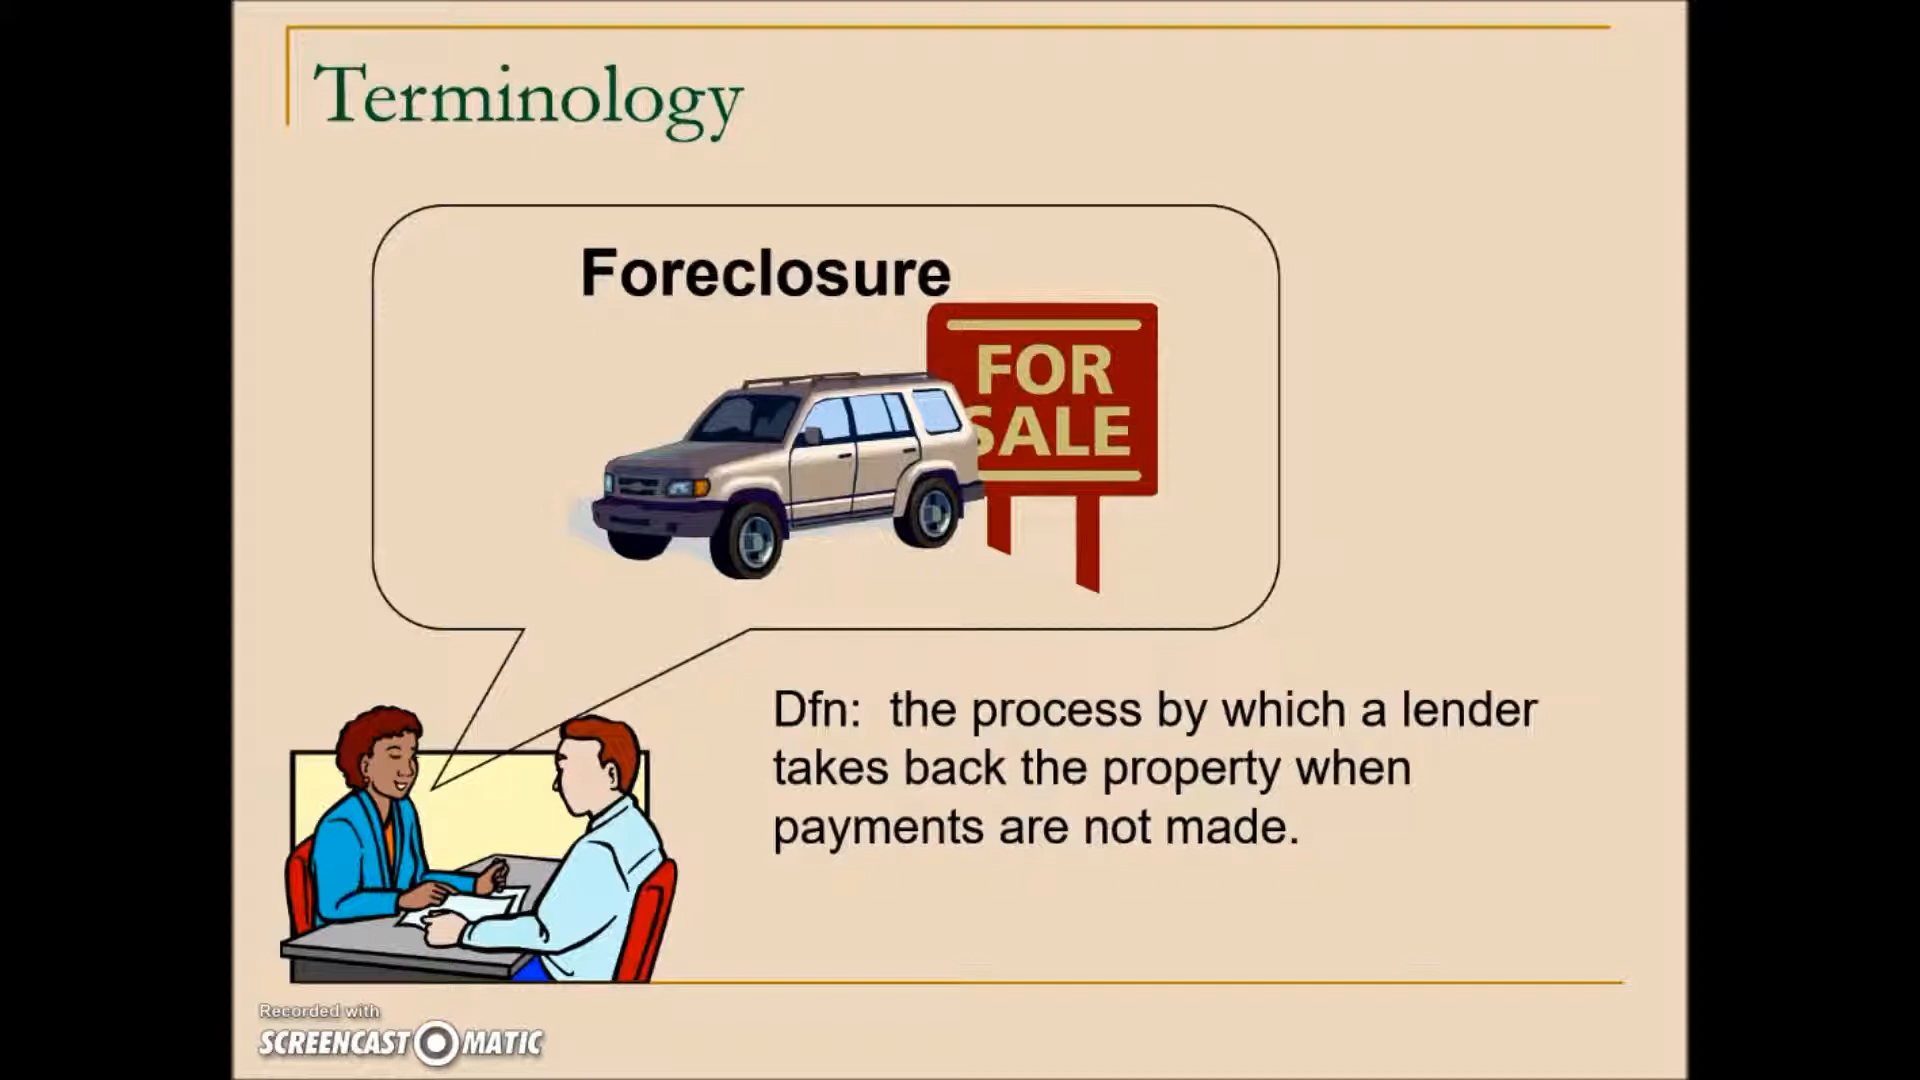 Terminology
Foreclosure
FOR
SALE
Dfn: the process by which a lender
takes back the property when
payments are not made.
Recorded with
SCREENCAST MATIC